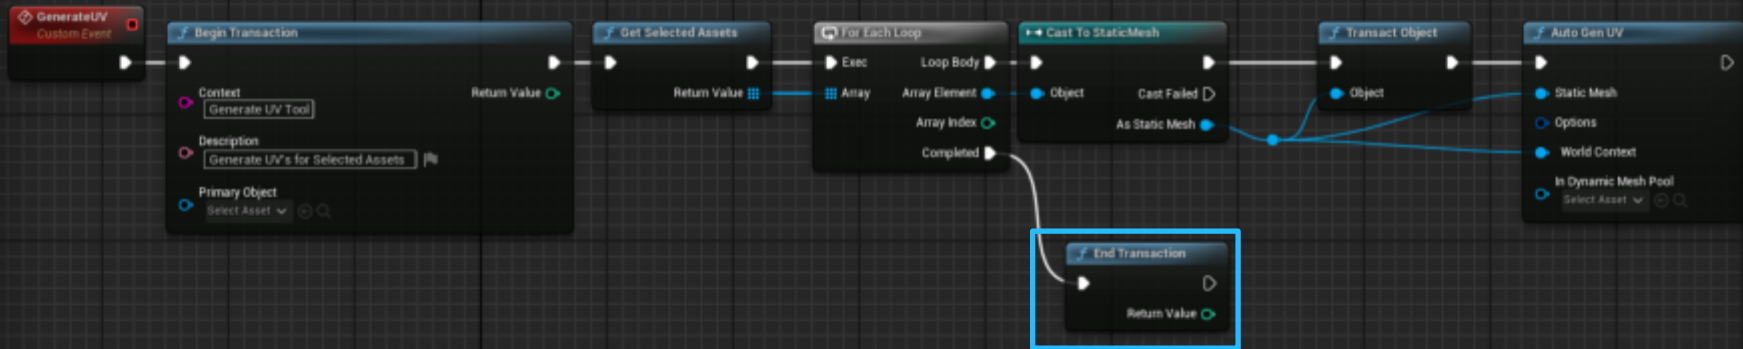 GenerateUV
Custom Event
Begin Transaction
Context
Generate UV Tool
Return Value
Description
Generate UV's for Selected Assets
Primary Object
Select Asset
Get Selected Assets
Return Value
For Each Loop
Exec
Loop Body
Array
Array Element
Array Index
Completed
Cast To StaticMesh
Object
Cast Failed
As Static Mesh
End Transaction
Return Value
Transact Object
Object
Auto Gen UV
Static Mesh
Options
World Context
In Dynamic Mesh Pool
Select Asset